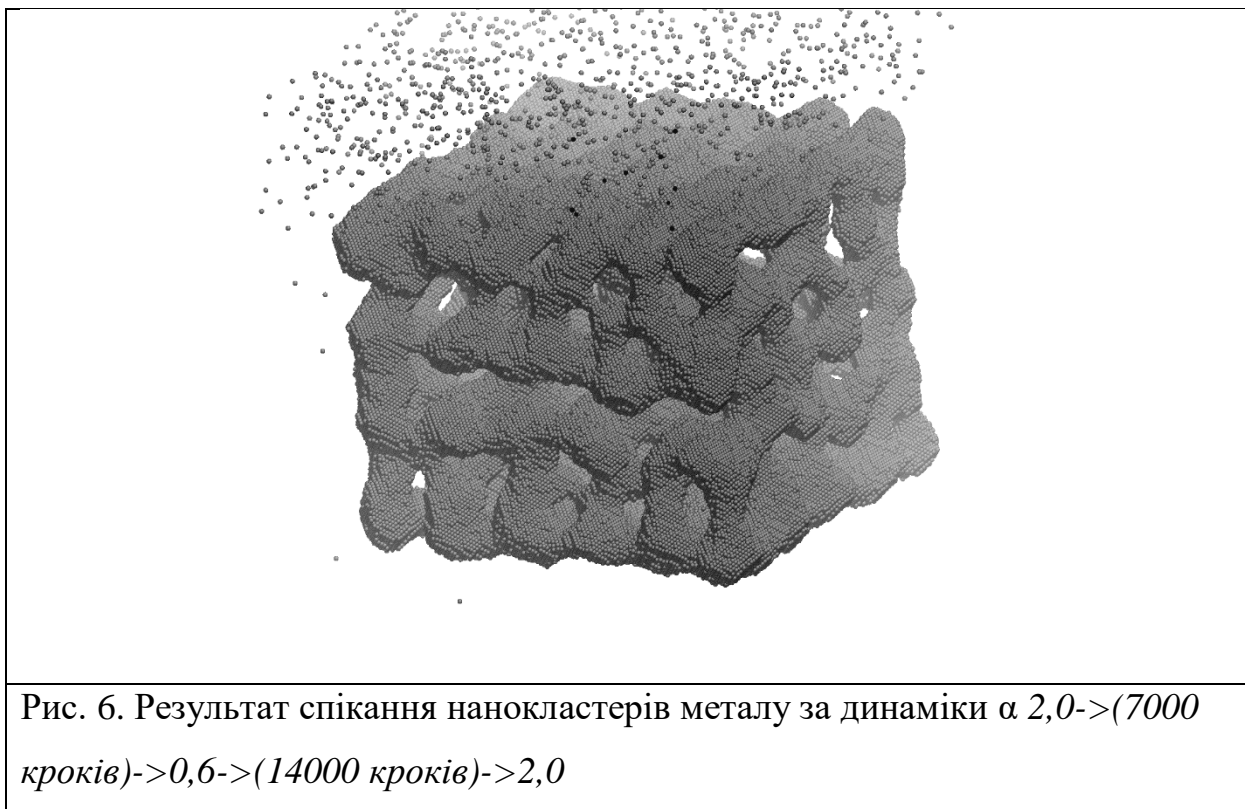 Рис. 6. Результат спікання нанокластерів металу за динаміки α 2,0->(7000
кроків)->0,6->(14000 кроків)->2,0